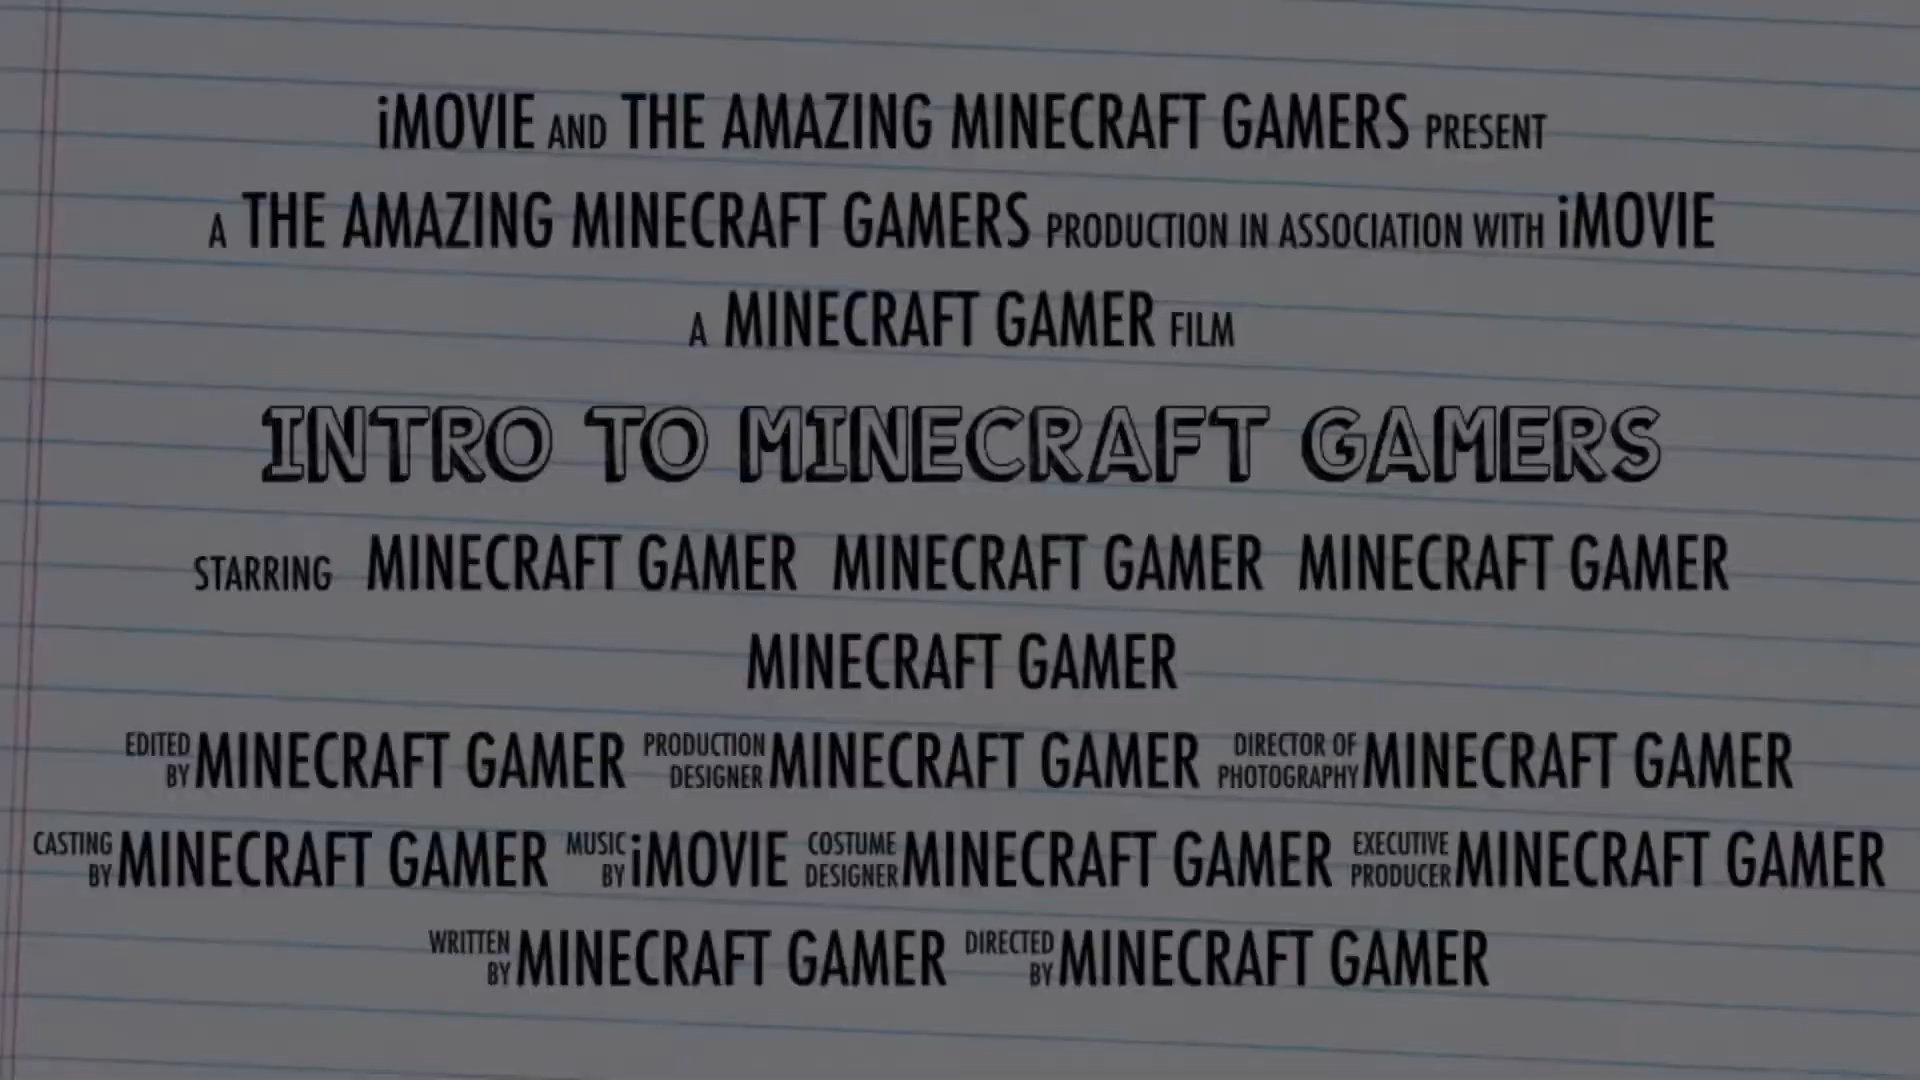 iMOVIE AND THE AMAZING MINECRAFT GAMERS PRESENT
A THE AMAZING MINECRAFT GAMERS PRODUCTION IN ASSOCIATION WITH iMOVIE
A MINECRAFT GAMER FILM
INTRO TO MINECRAFT GAMERS
STARRING MINECRAFT GAMER MINECRAFT GAMER MINECRAFT GAMER
MINECRAFT GAMER
EDITED BY MINECRAFT GAMER PRODUCTION DESIGNER MINECRAFT GAMER DIRECTOR OF PHOTOGRAPHY MINECRAFT GAMER
CASTING BY MINECRAFT GAMER MUSIC BY iMOVIE COSTUME DESIGNER MINECRAFT GAMER EXECUTIVE PRODUCER MINECRAFT GAMER
WRITTEN BY MINECRAFT GAMER DIRECTED BY MINECRAFT GAMER